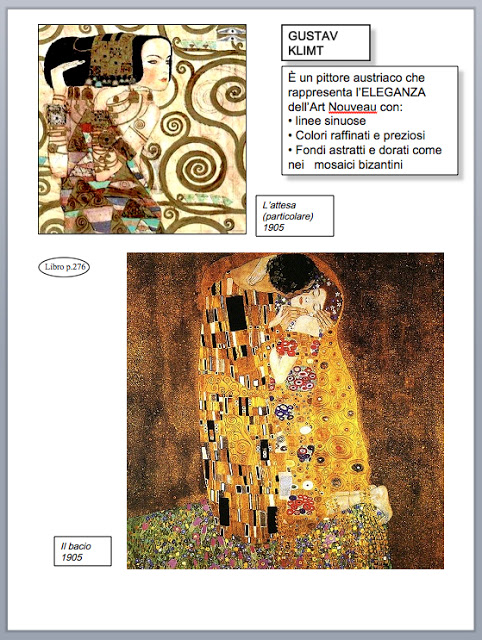 GUSTAV
KLIMT
È un pittore austriaco che
rappresenta l'ELEGANZA
dell'Art Nouveau con:
• linee sinuose
• Colori raffinati e preziosi
• Fondi astratti e dorati come
nei mosaici bizantini
L'attesa
(particolare)
1905
Libro p.276
Il bacio
1905